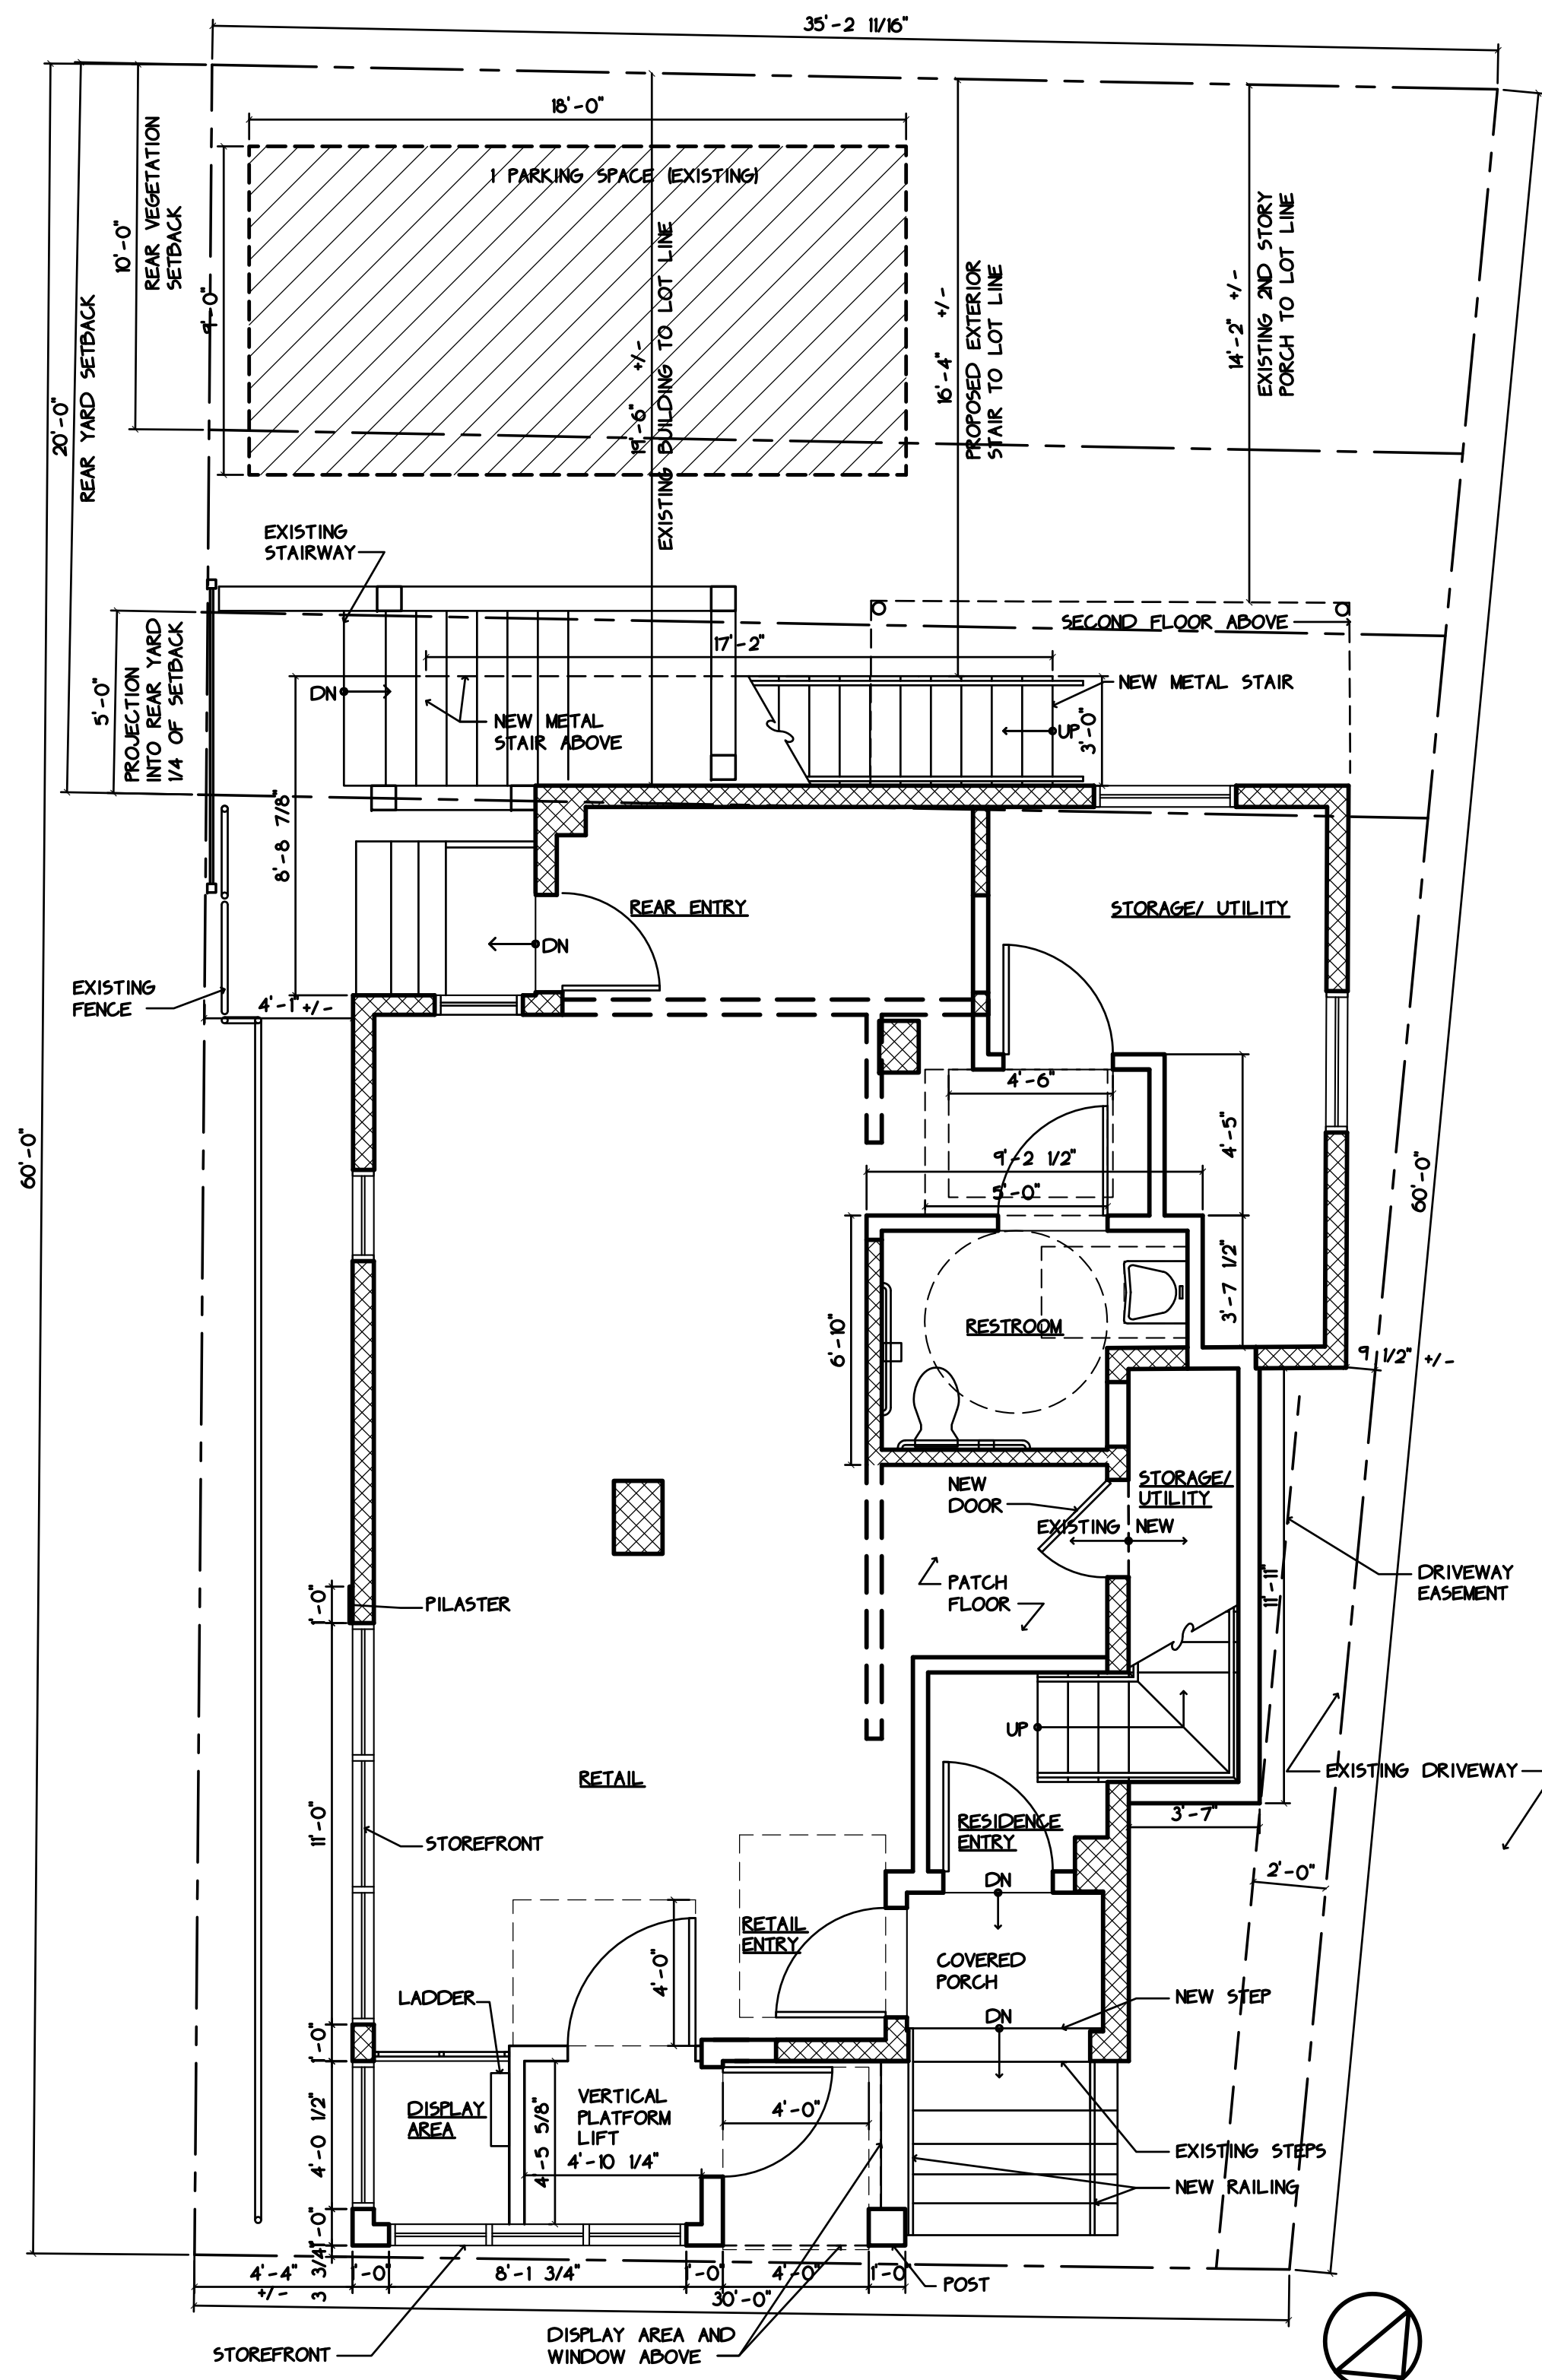 35'-2 11/16"
18'-0"
1 PARKING SPACE (EXISTING)
10'-0"
REAR VEGETATION
SETBACK
9'-0"
20'-0"
REAR YARD SETBACK
19'-6" +/-
EXISTING BUILDING TO LOT LINE
16'-4" +/-
PROPOSED EXTERIOR
STAIR TO LOT LINE
14'-2" +/-
EXISTING 2ND STORY
PORCH TO LOT LINE
EXISTING
STAIRWAY
5'-0"
PROJECTION
INTO REAR YARD
1/4 OF SETBACK
SECOND FLOOR ABOVE
17'-2"
DN
NEW METAL
STAIR ABOVE
NEW METAL STAIR
UP
3'-0"
8'-8 7/8"
REAR ENTRY
STORAGE/ UTILITY
DN
EXISTING
FENCE
4'-1" +/-
4'-6"
4'-5"
9'-2 1/2"
5'-0"
60'-0"
60'-0"
3'-7 1/2"
6'-10"
RESTROOM
9 1/2" +/-
NEW
DOOR
STORAGE/
UTILITY
EXISTING
NEW
PATCH
FLOOR
DRIVEWAY
EASEMENT
11'-11"
1'-0"
PILASTER
UP
RETAIL
EXISTING DRIVEWAY
11'-0"
STOREFRONT
RESIDENCE
ENTRY
3'-7"
2'-0"
DN
RETAIL
ENTRY
4'-0"
COVERED
PORCH
LADDER
DN
NEW STEP
1'-0"
DISPLAY
AREA
VERTICAL
PLATFORM
LIFT
4'-0"
4'-0 1/2"
4'-5 5/8"
4'-10 1/4"
EXISTING STEPS
NEW RAILING
1'-0"
3 3/4"
4'-4"
+/-
1'-0"
8'-1 3/4"
1'-0"
4'-0"
1'-0"
POST
30'-0"
STOREFRONT
DISPLAY AREA AND
WINDOW ABOVE